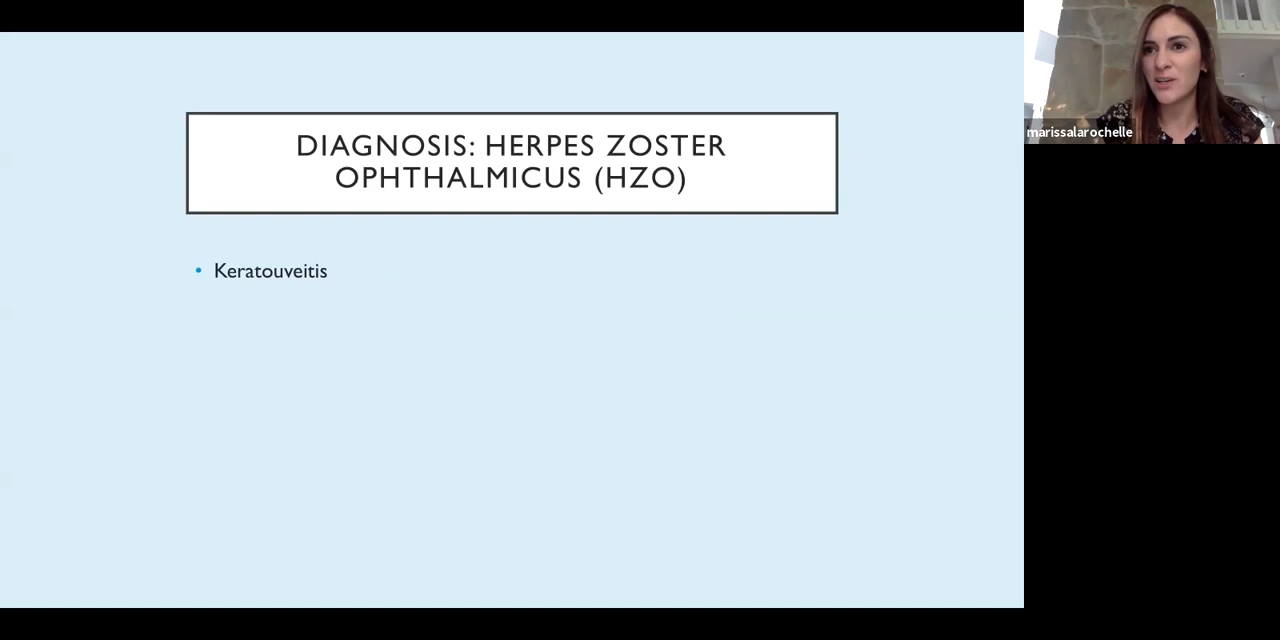 DIAGNOSIS: HERPES ZOSTER
OPHTHALMICUS (HZO)
• Keratouveitis
marissalarochelle